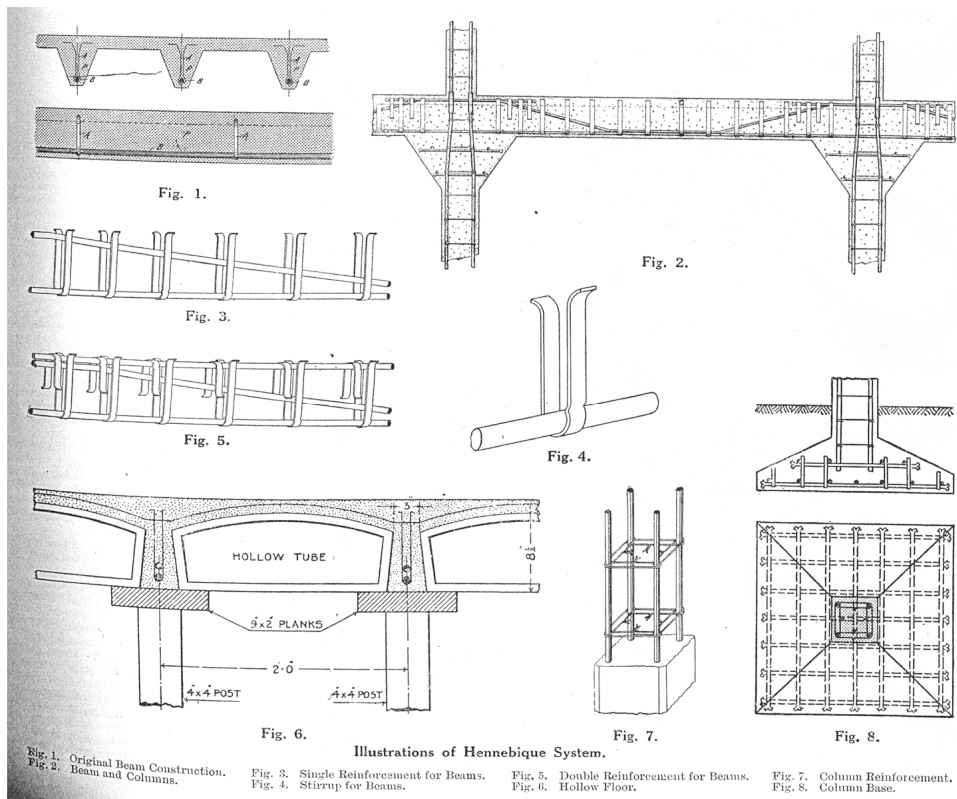 A
A
A
P
P
P
B
B
B
A
P
B
A
Fig. 1.
Fig. 2.
Fig. 3.
Fig. 5.
Fig. 4.
3"
HOLLOW TUBE
8½"
9"x2" PLANKS
2'-0"
4"x4" POST
4"x4" POST
Fig. 6.
Fig. 7.
Fig. 8.
Illustrations of Hennebique System.
Fig. 1. Original Beam Construction.
Fig. 2. Beam and Columns.
Fig. 3. Single Reinforcement for Beams.
Fig. 4. Stirrup for Beams.
Fig. 5. Double Reinforcement for Beams.
Fig. 6. Hollow Floor.
Fig. 7. Column Reinforcement.
Fig. 8. Column Base.